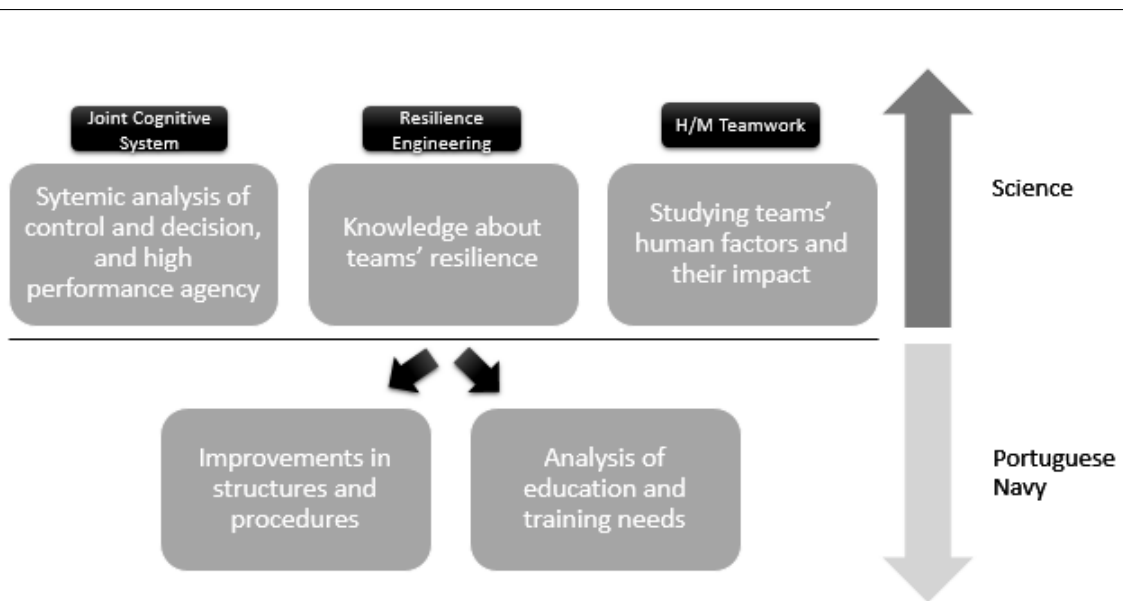 Joint Cognitive
System
Resilience
Engineering
H/M Teamwork
Sytemic analysis of
control and decision,
and high
performance agency
Knowledge about
teams’ resilience
Studying teams’
human factors and
their impact
Science
Improvements in
structures and
procedures
Analysis of
education and
training needs
Portuguese
Navy